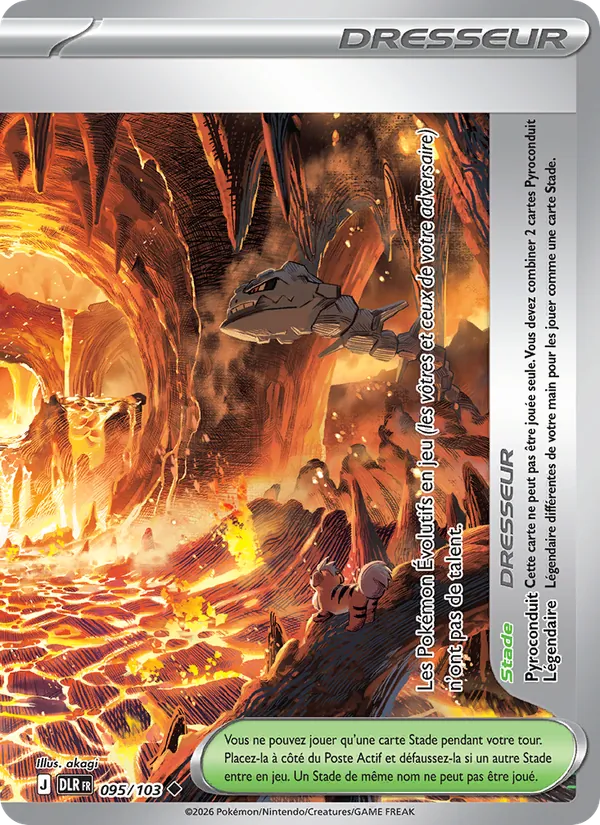 DRESSEUR
Les Pokémon Évolutifs en jeu (les vôtres et ceux de votre adversaire)
n'ont pas de talent.
Stade DRESSEUR
Pyroconduit Légendaire
Cette carte ne peut pas être jouée seule. Vous devez combiner 2 cartes Pyroconduit
Légendaire différentes de votre main pour les jouer comme une carte Stade.
Vous ne pouvez jouer qu'une carte Stade pendant votre tour.
Placez-la à côté du Poste Actif et défaussez-la si un autre Stade
entre en jeu. Un Stade de même nom ne peut pas être joué.
Illus. akagi
J DLR FR 095/103
©2026 Pokémon/Nintendo/Creatures/GAME FREAK